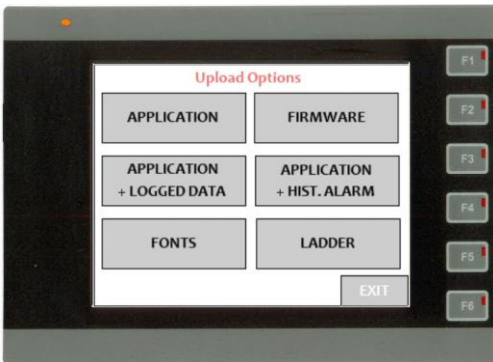 Upload Options
APPLICATION
FIRMWARE
APPLICATION
+ LOGGED DATA
APPLICATION
+ HIST. ALARM
FONTS
LADDER
EXIT
F1
F2
F3
F4
F5
F6